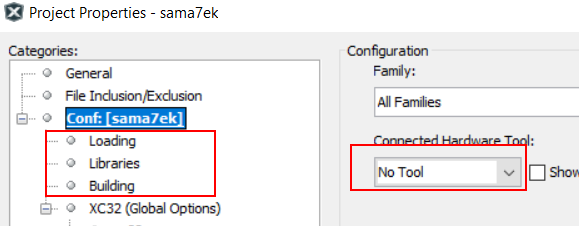 Project Properties - sama7ek
Categories:
General
File Inclusion/Exclusion
Conf: [sama7ek]
Loading
Libraries
Building
XC32 (Global Options)
Configuration
Family:
All Families
Connected Hardware Tool:
No Tool
Show